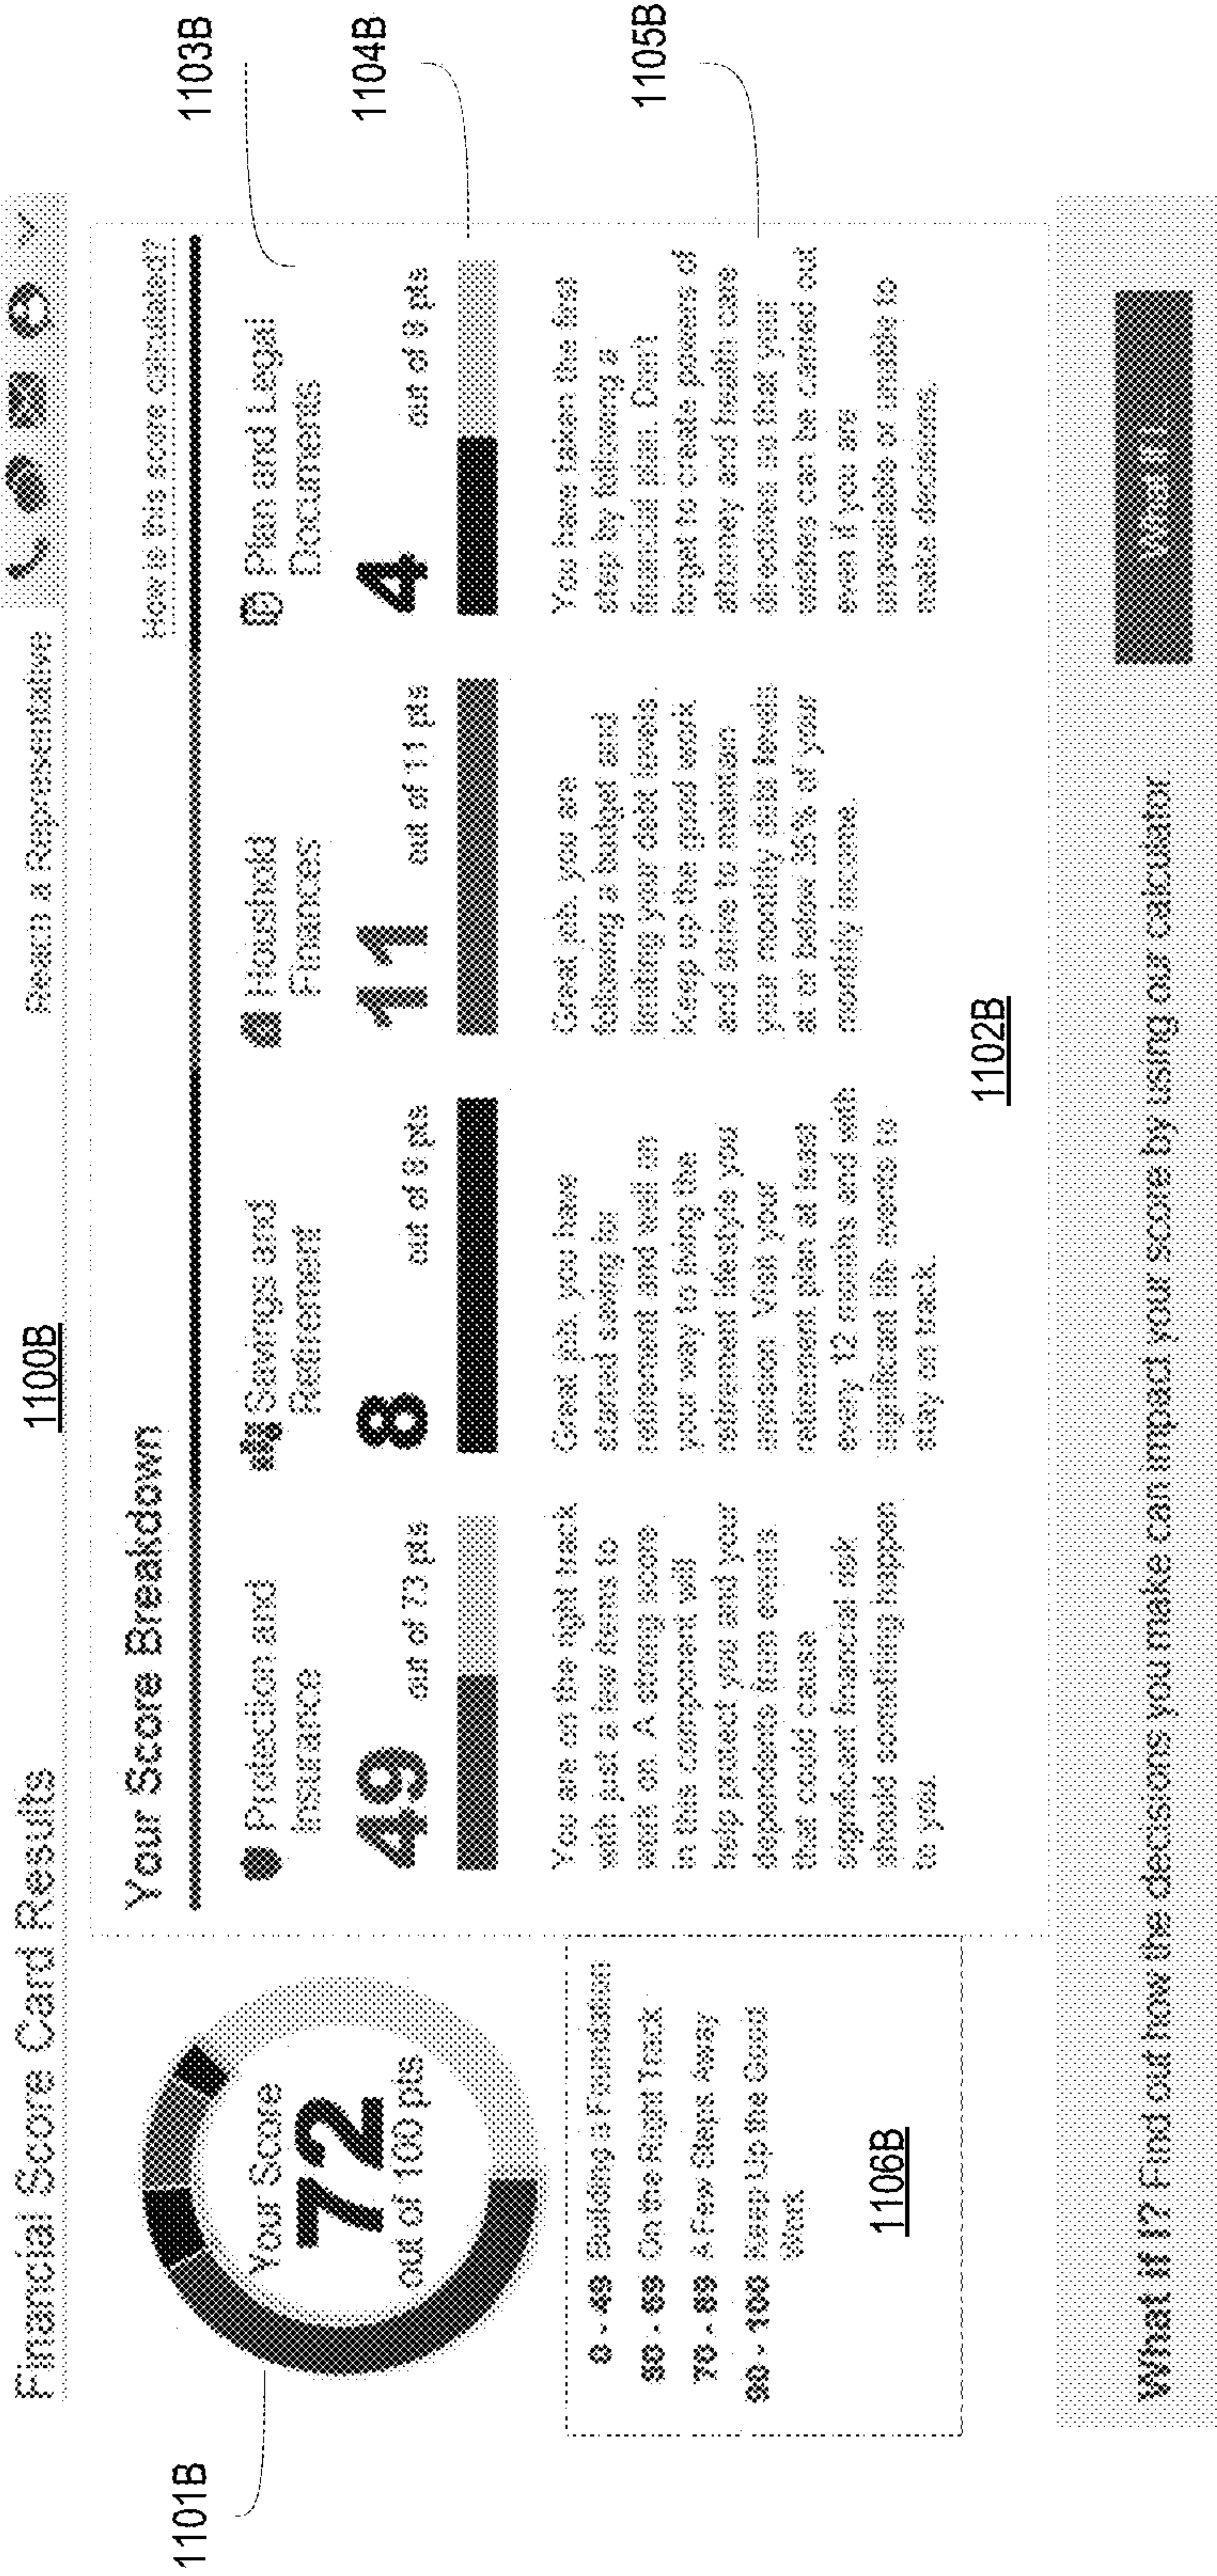 1100B
Financial Score Card Results
Reach a Representative
1101B
Your Score
72
out of 100 pts
0 - 49 Building a Foundation
50 - 69 On the Right Track
70 - 89 A Few Steps Away
90 - 100 Keep Up the Good
Work
1106B
Your Score Breakdown
How is this score calculated?
Protection and
Insurance
49 out of 73 pts
You are on the right track
with just a few items to
work on. A strong score
in this component will
help protect you and your
dependents from events
that could cause
significant financial risk
should something happen
to you.
Savings and
Retirement
8 out of 8 pts
Great job, you have
started saving for
retirement and well on
your way to living the
retirement lifestyle you
envision. Visit your
retirement plan at least
every 12 months and with
significant life events to
stay on track.
Household
Finances
11 out of 11 pts
Great job, you are
following a budget and
limiting your debt levels.
Keep up the good work
and strive to maintain
your monthly debt levels
at or below 36% of your
monthly income.
Plan and Legal
Documents
4 out of 8 pts
You have taken the first
step by following a
financial plan. Don't
forget to create powers of
attorney and health care
directives so that your
wishes can be carried out
even if you are
unavailable or unable to
make decisions.
1103B
1104B
1105B
1102B
What If I? Find out how the decisions you make can impact your score by using our calculator
What If I...